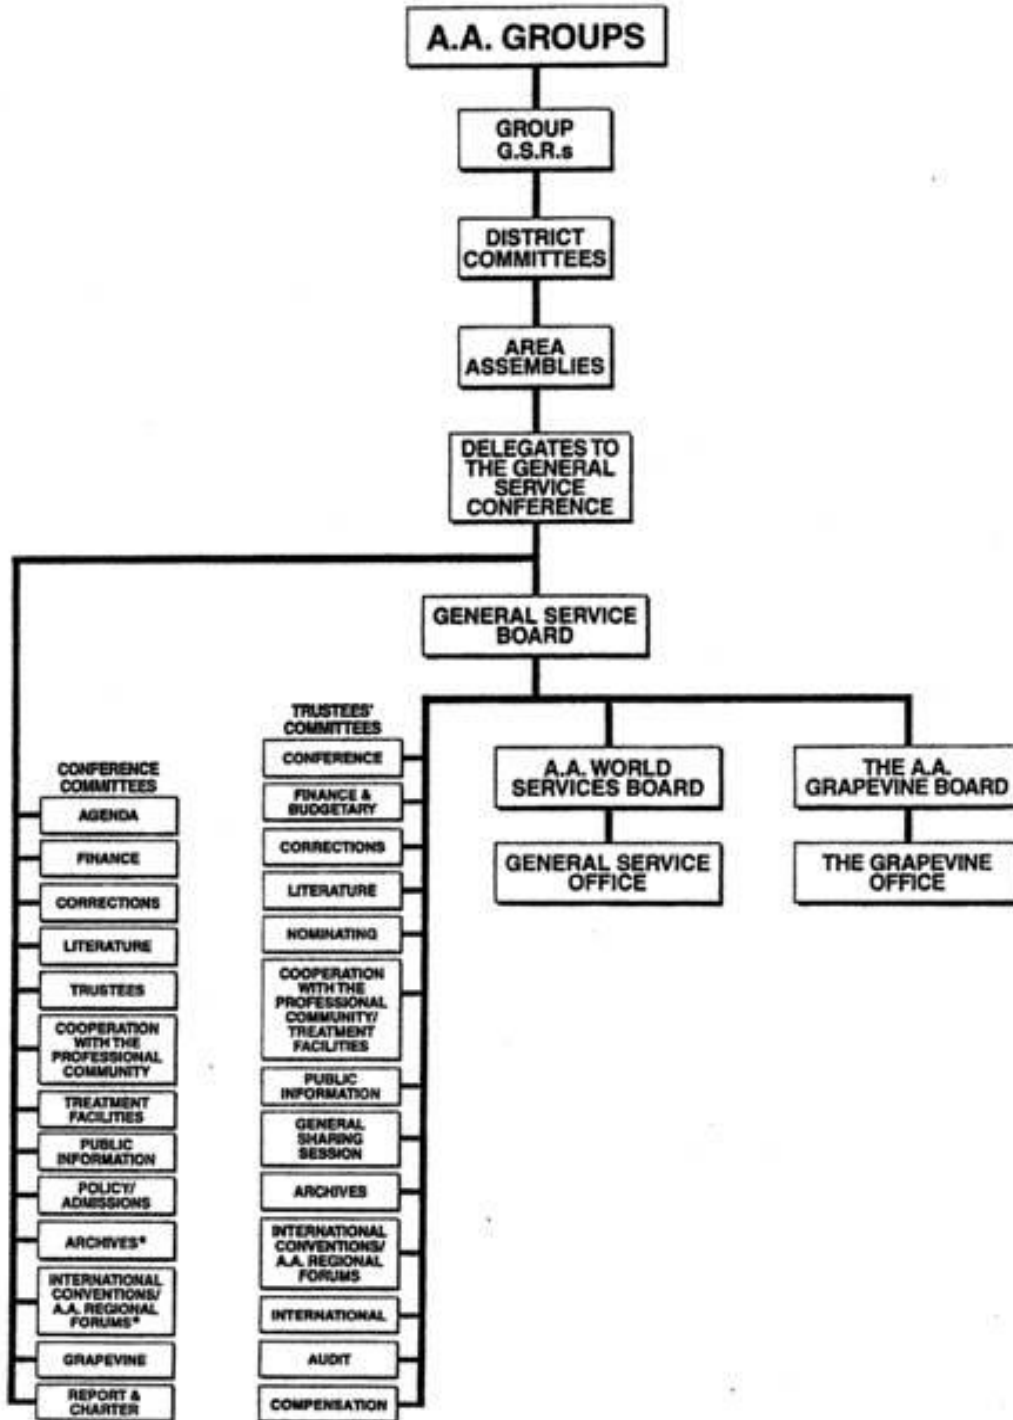 A.A. GROUPS
GROUP
G.S.R.s
DISTRICT
COMMITTEES
AREA
ASSEMBLIES
DELEGATES TO
THE GENERAL
SERVICE
CONFERENCE
GENERAL SERVICE
BOARD
CONFERENCE
COMMITTEES
AGENDA
FINANCE
CORRECTIONS
LITERATURE
TRUSTEES
COOPERATION
WITH THE
PROFESSIONAL
COMMUNITY
TREATMENT
FACILITIES
PUBLIC
INFORMATION
POLICY/
ADMISSIONS
ARCHIVES*
INTERNATIONAL
CONVENTIONS/
A.A. REGIONAL
FORUMS*
GRAPEVINE
REPORT &
CHARTER
TRUSTEES'
COMMITTEES
CONFERENCE
FINANCE &
BUDGETARY
CORRECTIONS
LITERATURE
NOMINATING
COOPERATION
WITH THE
PROFESSIONAL
COMMUNITY/
TREATMENT
FACILITIES
PUBLIC
INFORMATION
GENERAL
SHARING
SESSION
ARCHIVES
INTERNATIONAL
CONVENTIONS/
A.A. REGIONAL
FORUMS
INTERNATIONAL
AUDIT
COMPENSATION
A.A. WORLD
SERVICES BOARD
GENERAL SERVICE
OFFICE
THE A.A.
GRAPEVINE BOARD
THE GRAPEVINE
OFFICE